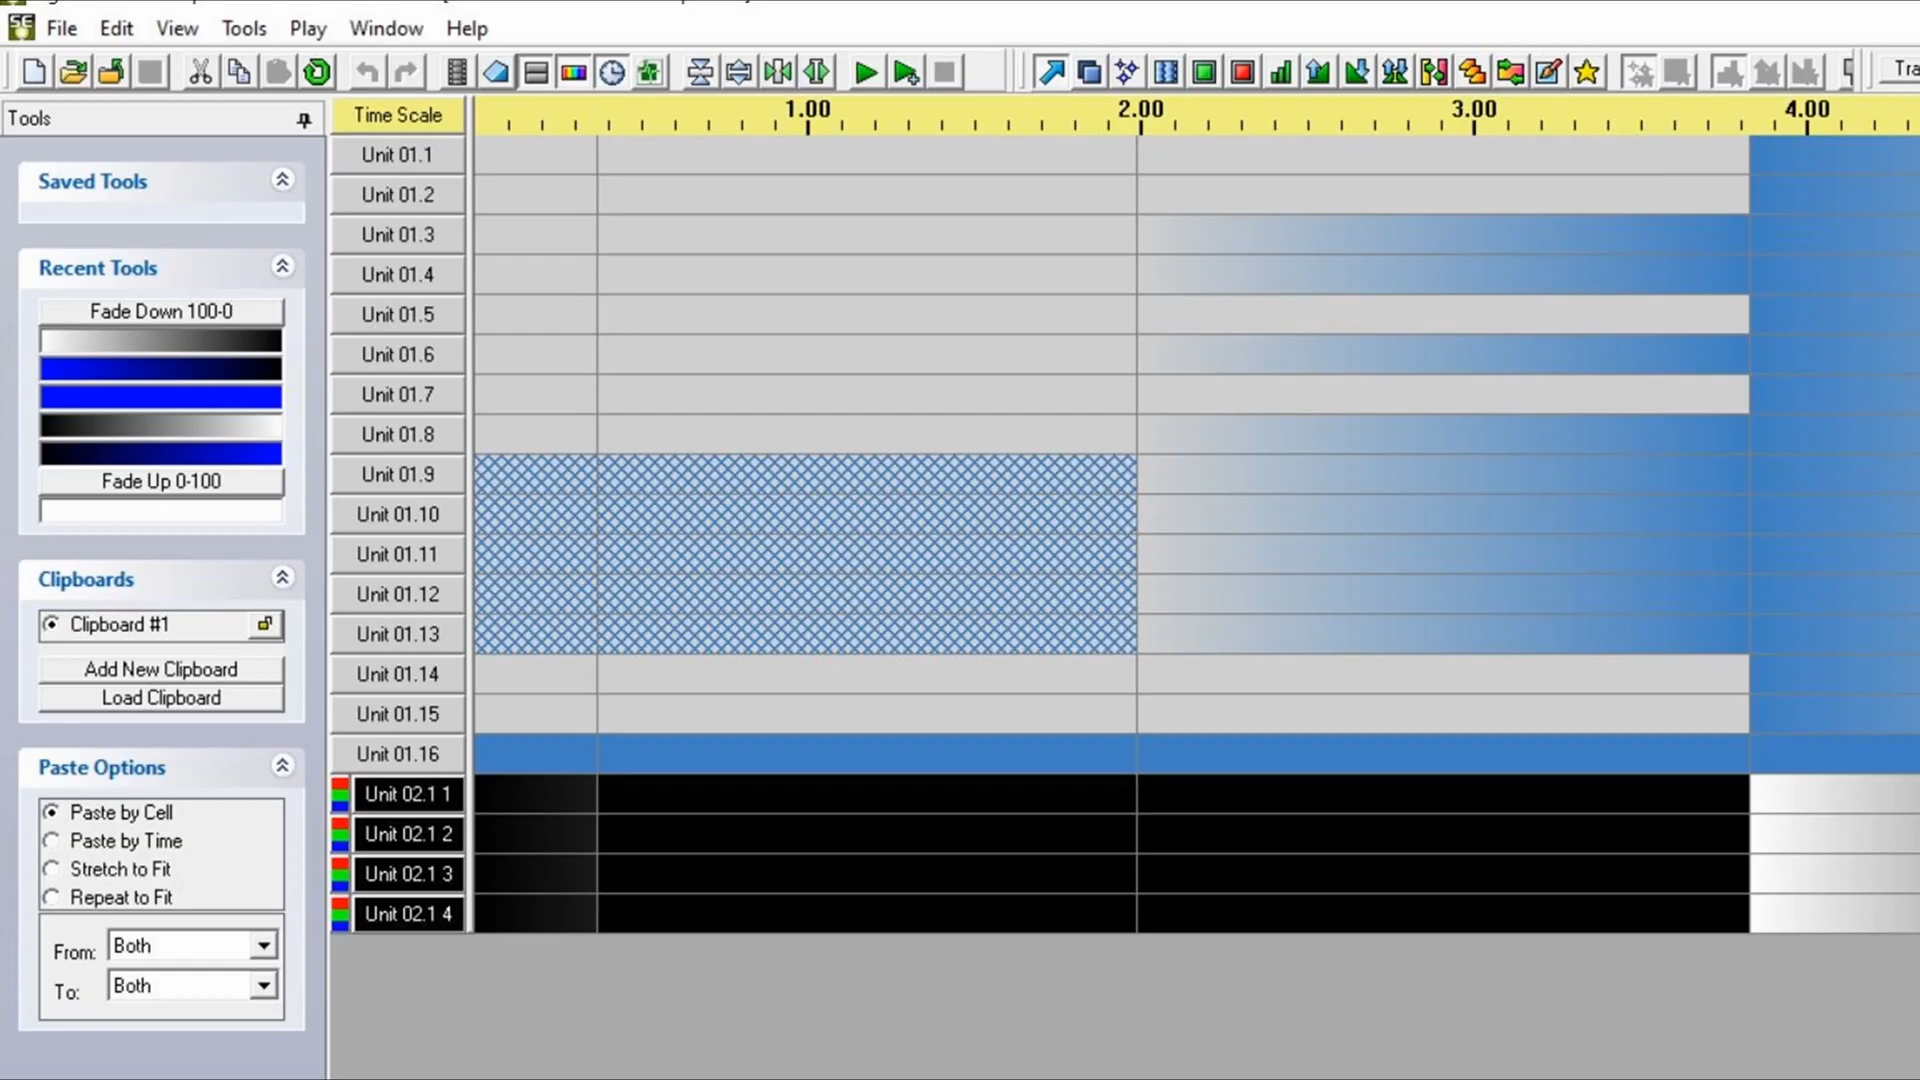 SE
File Edit View Tools Play Window Help
Tra
Tools
Time Scale
1.00 2.00 3.00 4.00
Saved Tools
Recent Tools
Fade Down 100-0
Fade Up 0-100
Clipboards
Clipboard #1
Add New Clipboard
Load Clipboard
Paste Options
Paste by Cell
Paste by Time
Stretch to Fit
Repeat to Fit
From: Both
To: Both
Unit 01.1
Unit 01.2
Unit 01.3
Unit 01.4
Unit 01.5
Unit 01.6
Unit 01.7
Unit 01.8
Unit 01.9
Unit 01.10
Unit 01.11
Unit 01.12
Unit 01.13
Unit 01.14
Unit 01.15
Unit 01.16
Unit 02.1 1
Unit 02.1 2
Unit 02.1 3
Unit 02.1 4